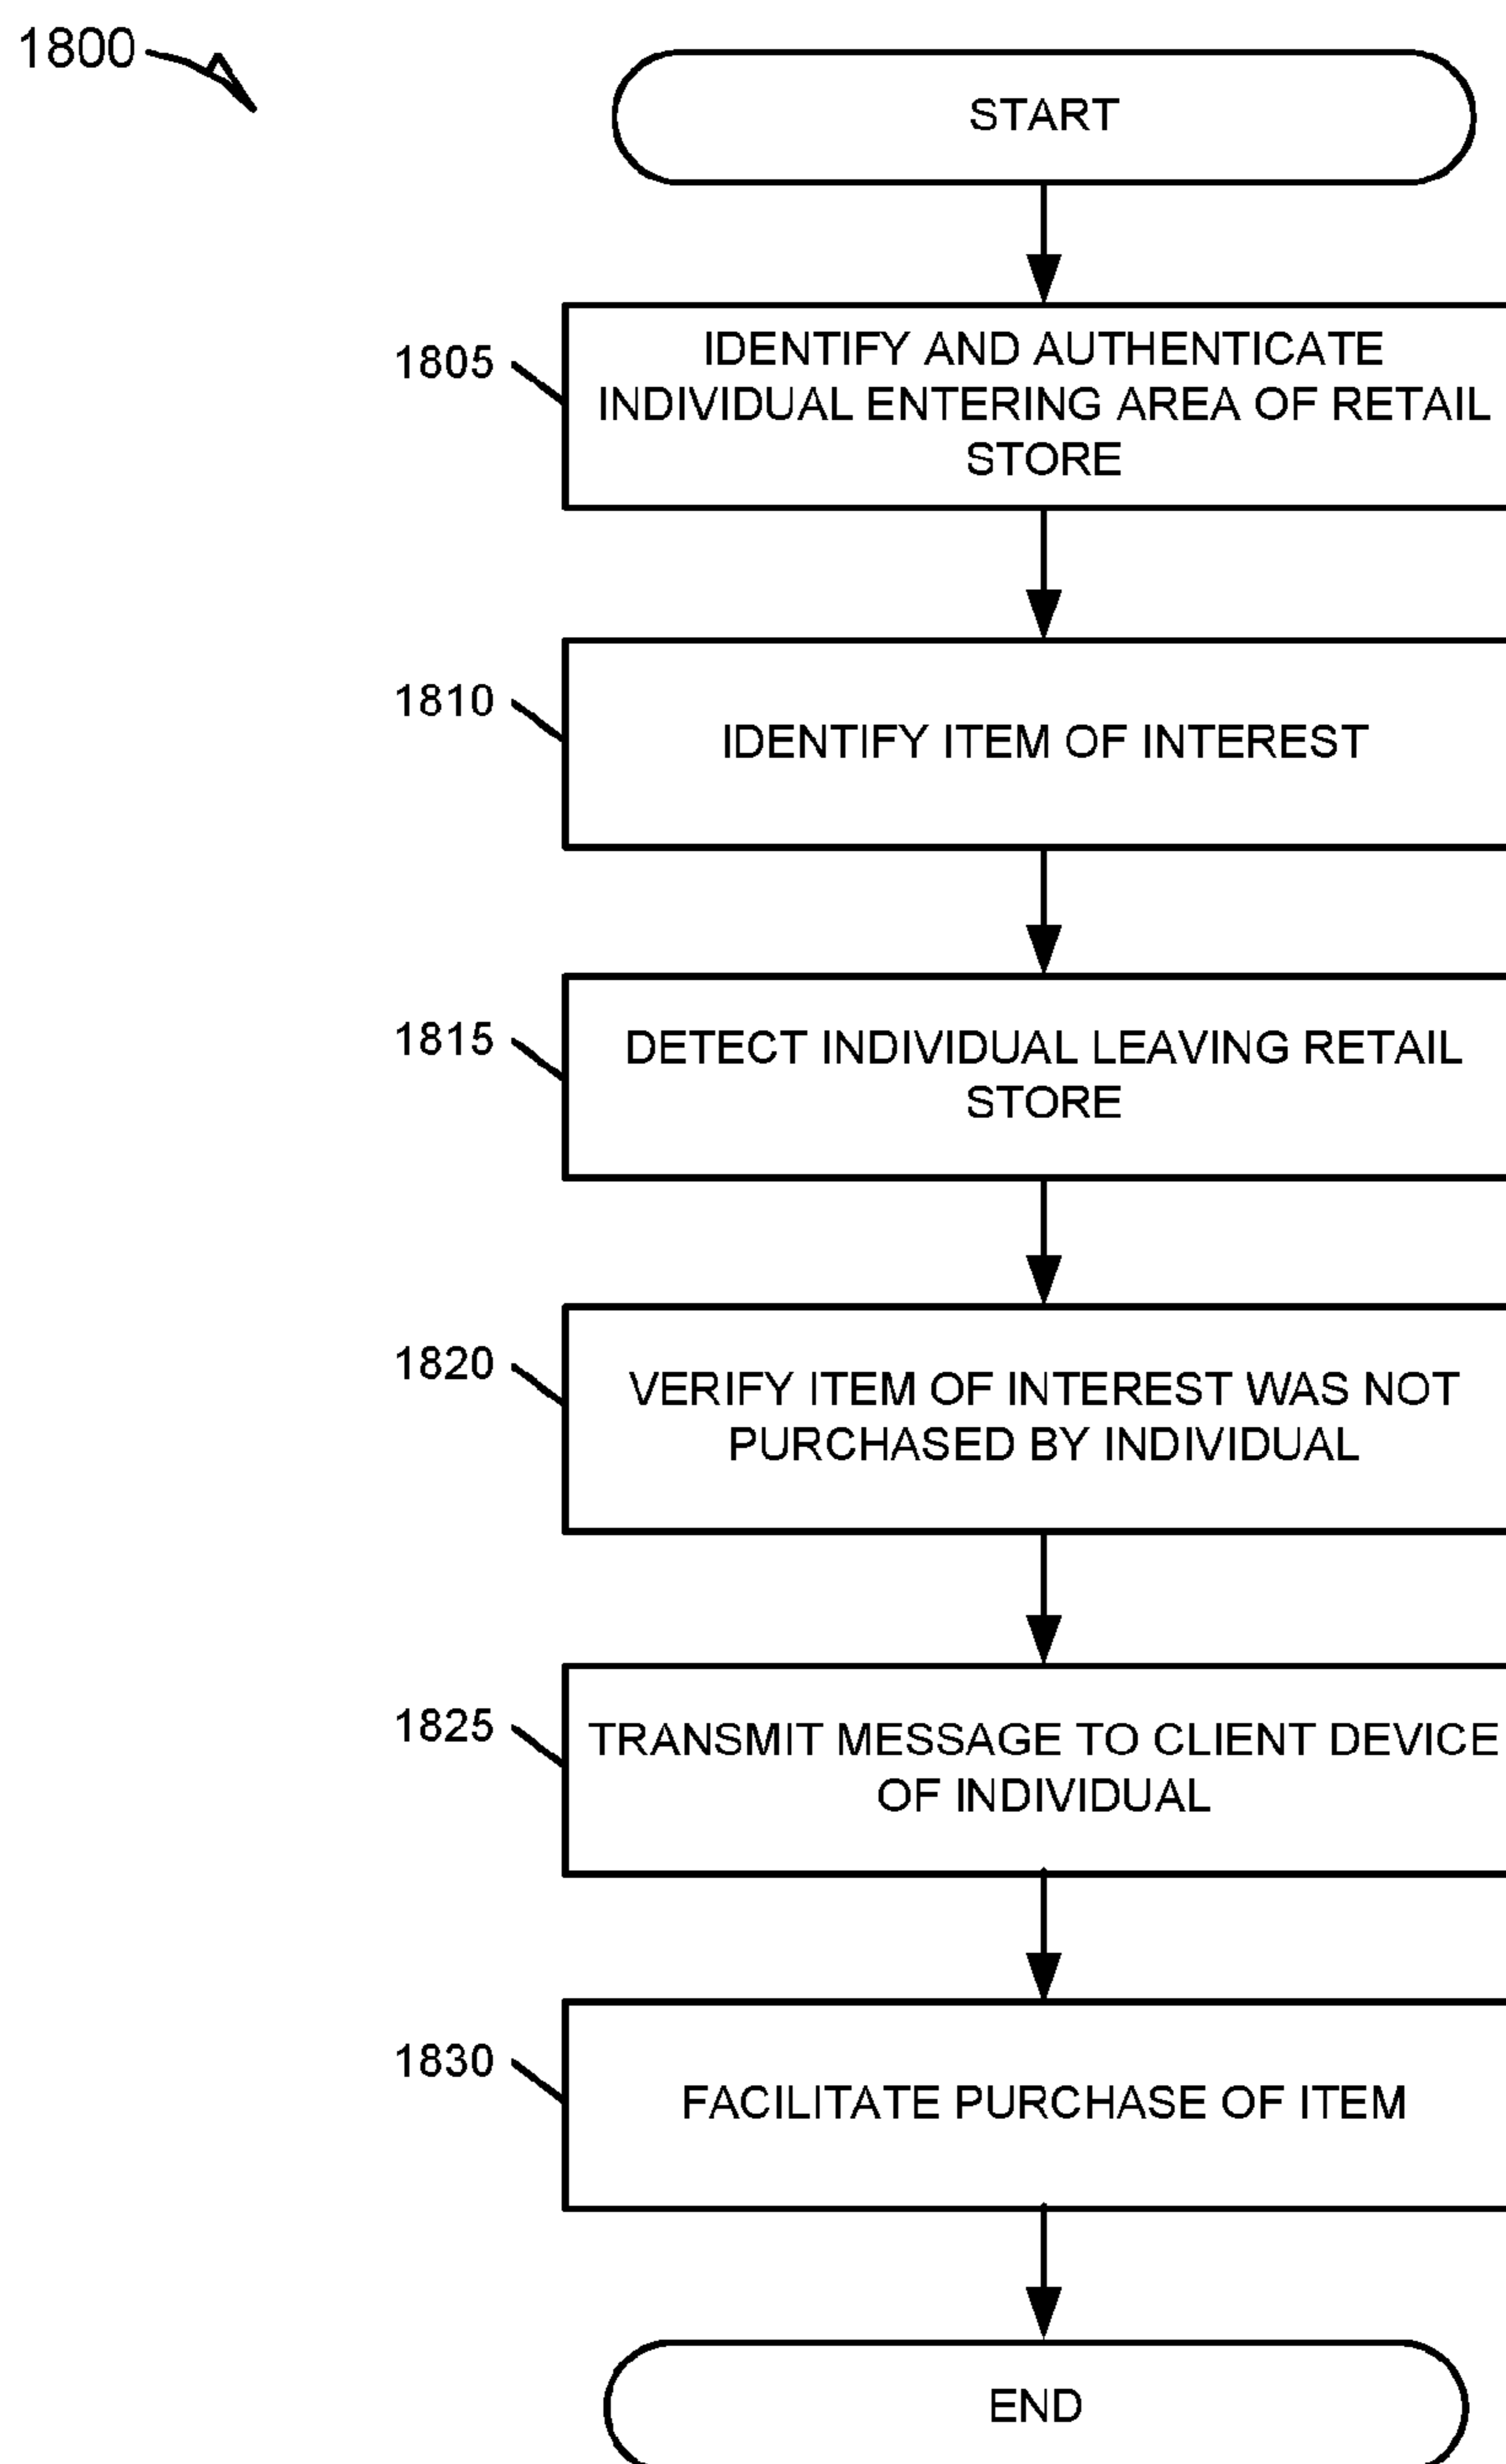 1800
START
1805
IDENTIFY AND AUTHENTICATE
INDIVIDUAL ENTERING AREA OF RETAIL
STORE
1810
IDENTIFY ITEM OF INTEREST
1815
DETECT INDIVIDUAL LEAVING RETAIL
STORE
1820
VERIFY ITEM OF INTEREST WAS NOT
PURCHASED BY INDIVIDUAL
1825
TRANSMIT MESSAGE TO CLIENT DEVICE
OF INDIVIDUAL
1830
FACILITATE PURCHASE OF ITEM
END